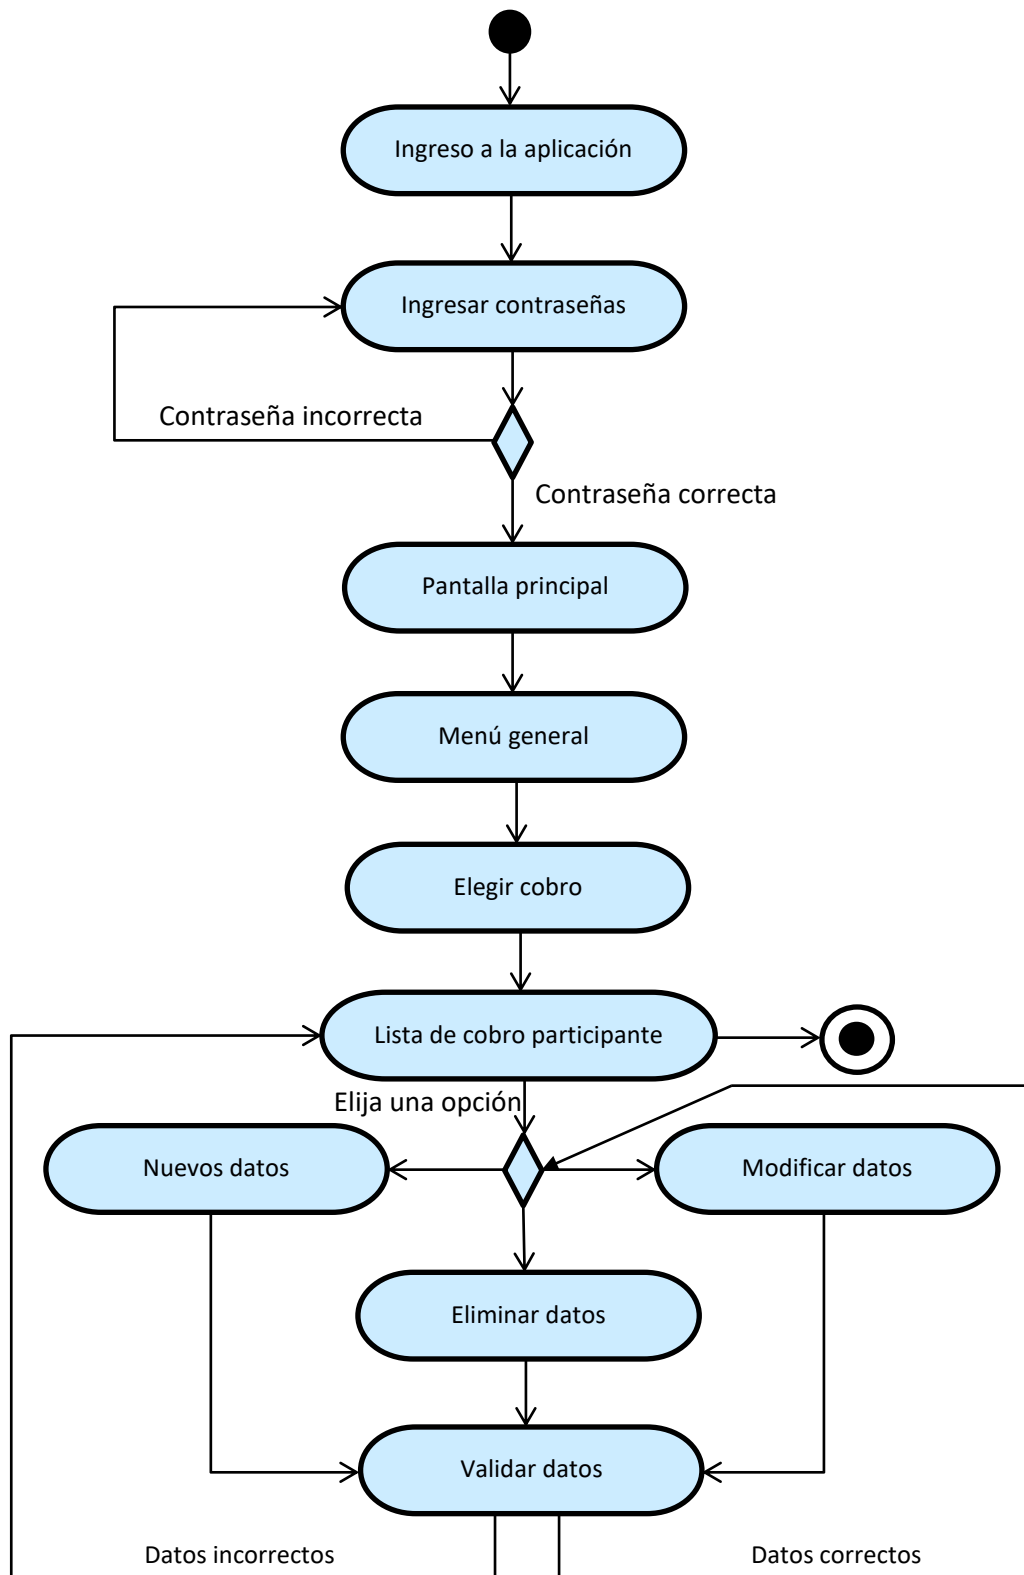 Ingreso a la aplicación
Ingresar contraseñas
Contraseña incorrecta
Contraseña correcta
Pantalla principal
Menú general
Elegir cobro
Lista de cobro participante
Elija una opción
Nuevos datos
Modificar datos
Eliminar datos
Validar datos
Datos incorrectos
Datos correctos